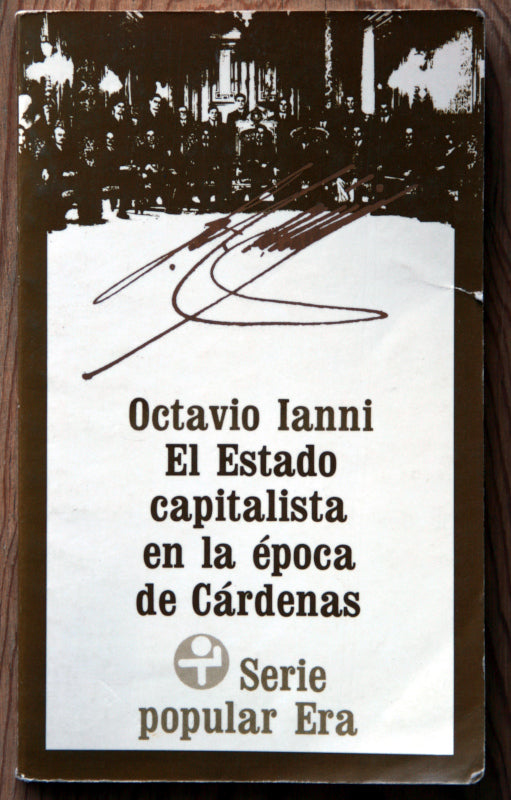 Octavio Ianni
El Estado
capitalista
en la época
de Cárdenas
Serie
popular Era